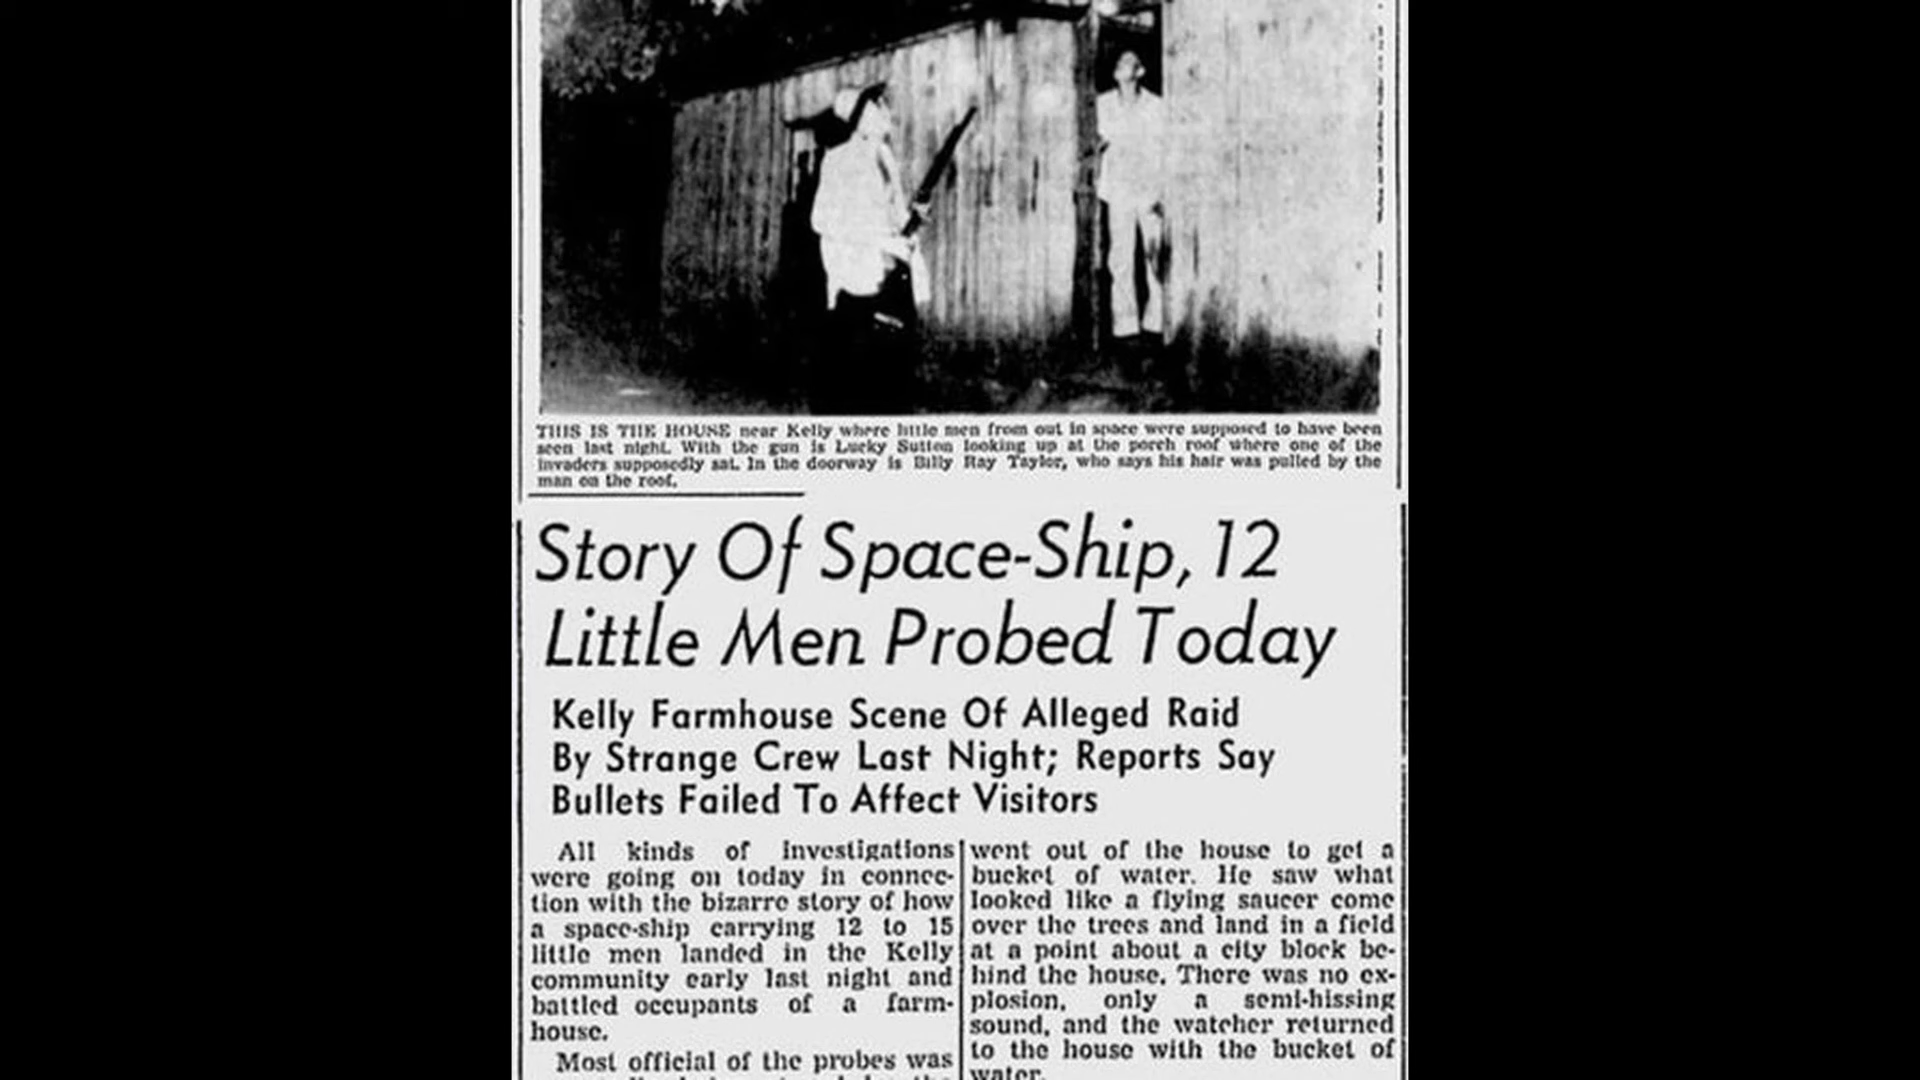 THIS IS THE HOUSE near Kelly where little men from out in space were supposed to have been
seen last night. With the gun is Lucky Sutton looking up at the porch roof where one of the
invaders supposedly sat. In the doorway is Billy Ray Taylor, who says his hair was pulled by the
man on the roof.
Story Of Space-Ship, 12
Little Men Probed Today
Kelly Farmhouse Scene Of Alleged Raid
By Strange Crew Last Night; Reports Say
Bullets Failed To Affect Visitors
All kinds of investigations
were going on today in connec-
tion with the bizarre story of how
a space-ship carrying 12 to 15
little men landed in the Kelly
community early last night and
battled occupants of a farm-
house.
Most official of the probes was
went out of the house to get a
bucket of water. He saw what
looked like a flying saucer come
over the trees and land in a field
at a point about a city block be-
hind the house. There was no ex-
plosion, only a semi-hissing
sound, and the watcher returned
to the house with the bucket of
water.